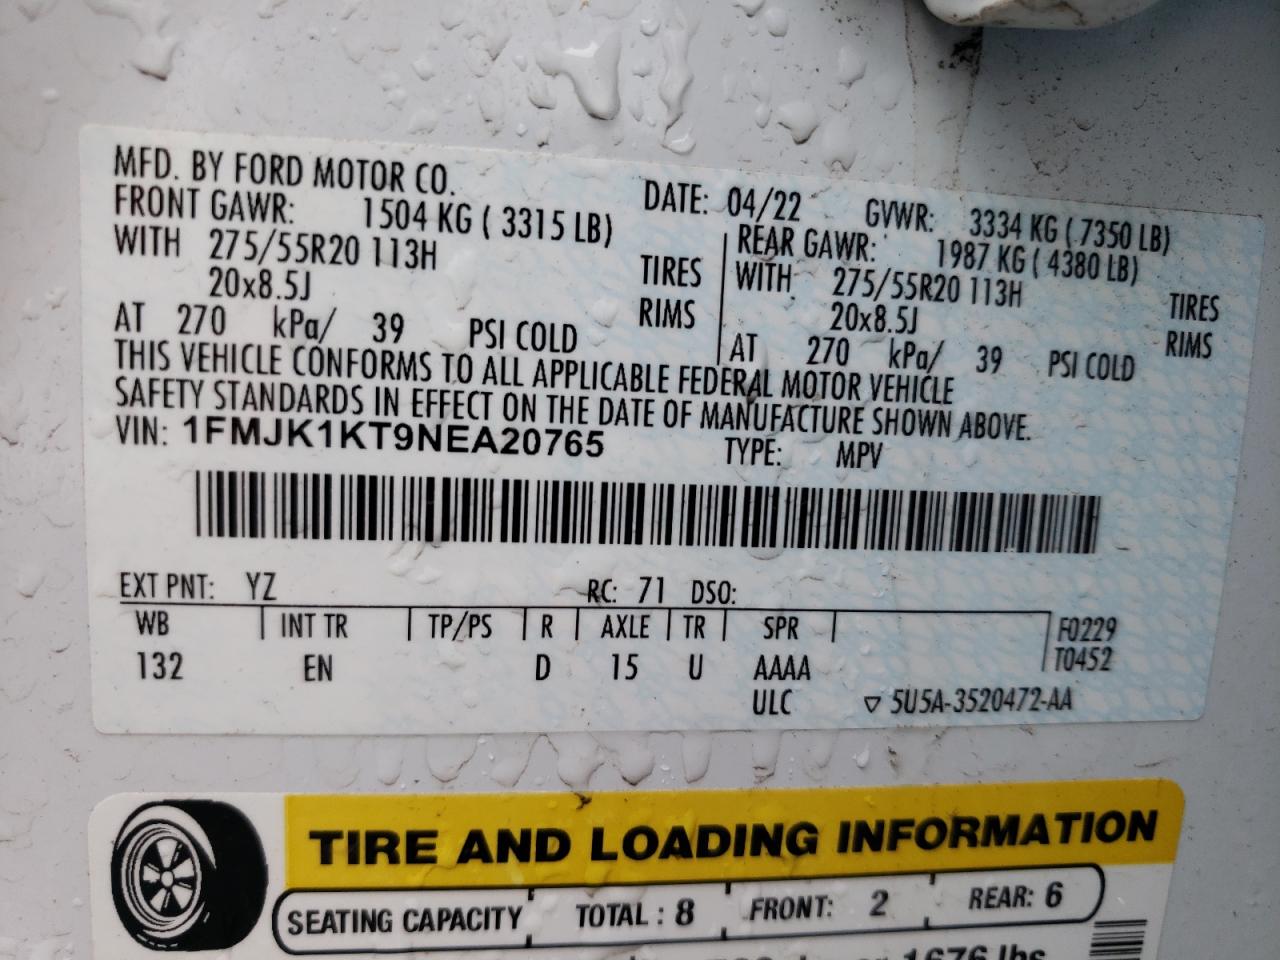 MFD. BY FORD MOTOR CO. DATE: 04/22 GVWR: 3334 KG ( 7350 LB)
FRONT GAWR: 1504 KG ( 3315 LB) REAR GAWR: 1987 KG ( 4380 LB)
WITH 275/55R20 113H TIRES WITH 275/55R20 113H TIRES
20x8.5J RIMS 20x8.5J RIMS
AT 270 kPa/ 39 PSI COLD AT 270 kPa/ 39 PSI COLD
THIS VEHICLE CONFORMS TO ALL APPLICABLE FEDERAL MOTOR VEHICLE
SAFETY STANDARDS IN EFFECT ON THE DATE OF MANUFACTURE SHOWN ABOVE.
VIN: 1FMJK1KT9NEA20765 TYPE: MPV
EXT PNT: YZ RC: 71 DSO:
WB INT TR TP/PS R AXLE TR SPR F0229
132 EN D 15 U AAAA T0452
ULC ▽ 5U5A-3520472-AA
TIRE AND LOADING INFORMATION
SEATING CAPACITY TOTAL : 8 FRONT: 2 REAR: 6
1676 lbs